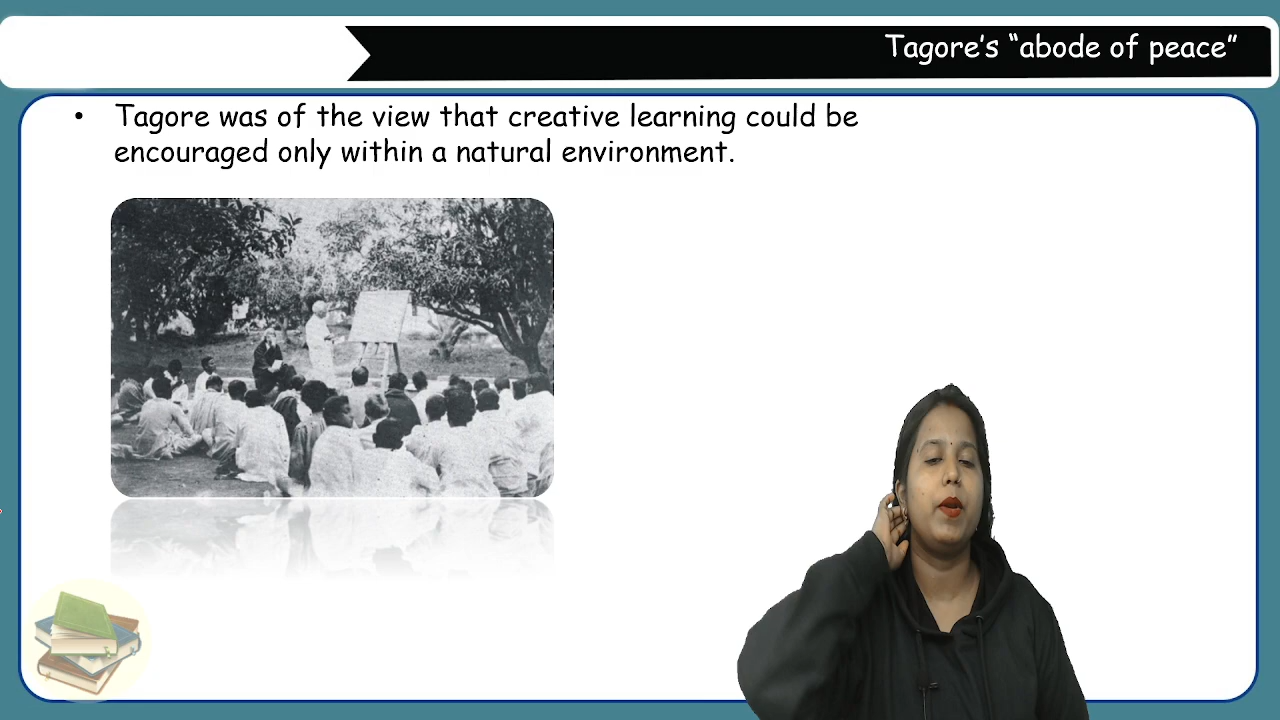 Tagore's “abode of peace”
• Tagore was of the view that creative learning could be
encouraged only within a natural environment.